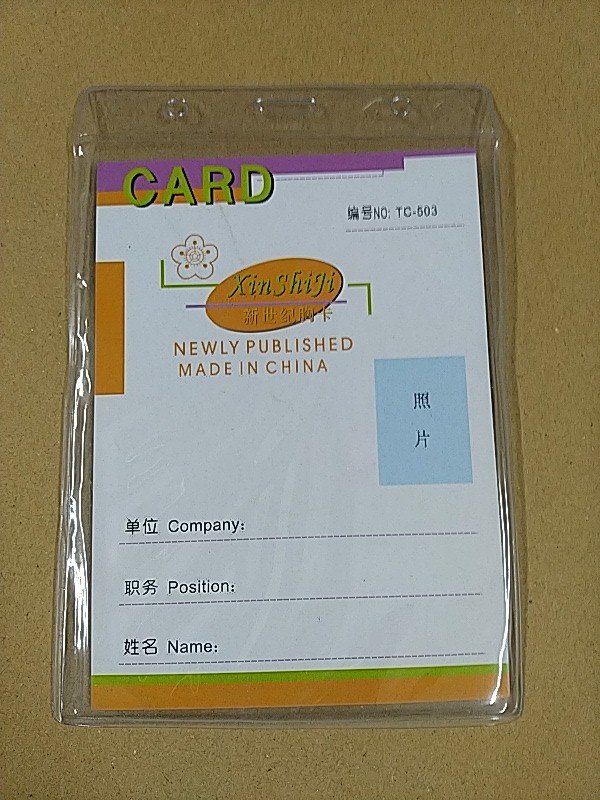 CARD
编号NO: TC-503
XinShiJi
新世纪胸卡
NEWLY PUBLISHED
MADE IN CHINA
照
片
单位 Company:
职务 Position:
姓名 Name: